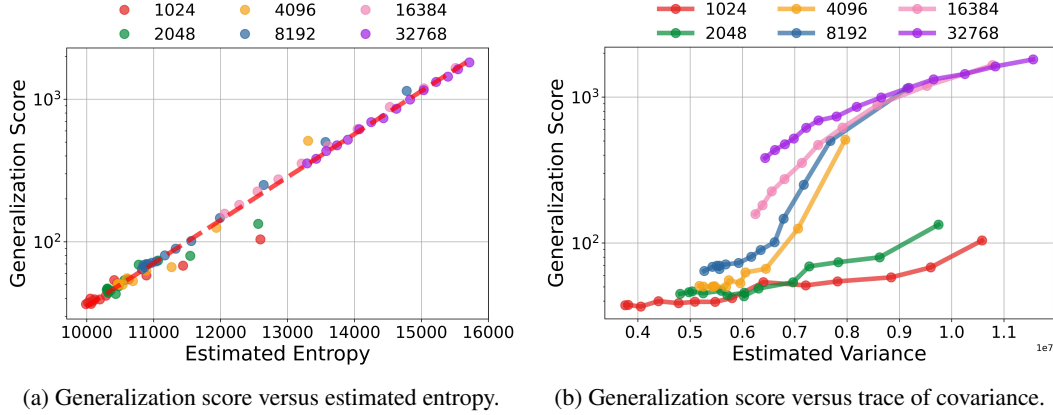 1024 4096 16384
2048 8192 32768
Generalization Score
10³
10²
10000 11000 12000 13000 14000 15000 16000
Estimated Entropy
(a) Generalization score versus estimated entropy.
1024 4096 16384
2048 8192 32768
Generalization Score
10³
10²
0.4 0.5 0.6 0.7 0.8 0.9 1.0 1.1
1e7
Estimated Variance
(b) Generalization score versus trace of covariance.